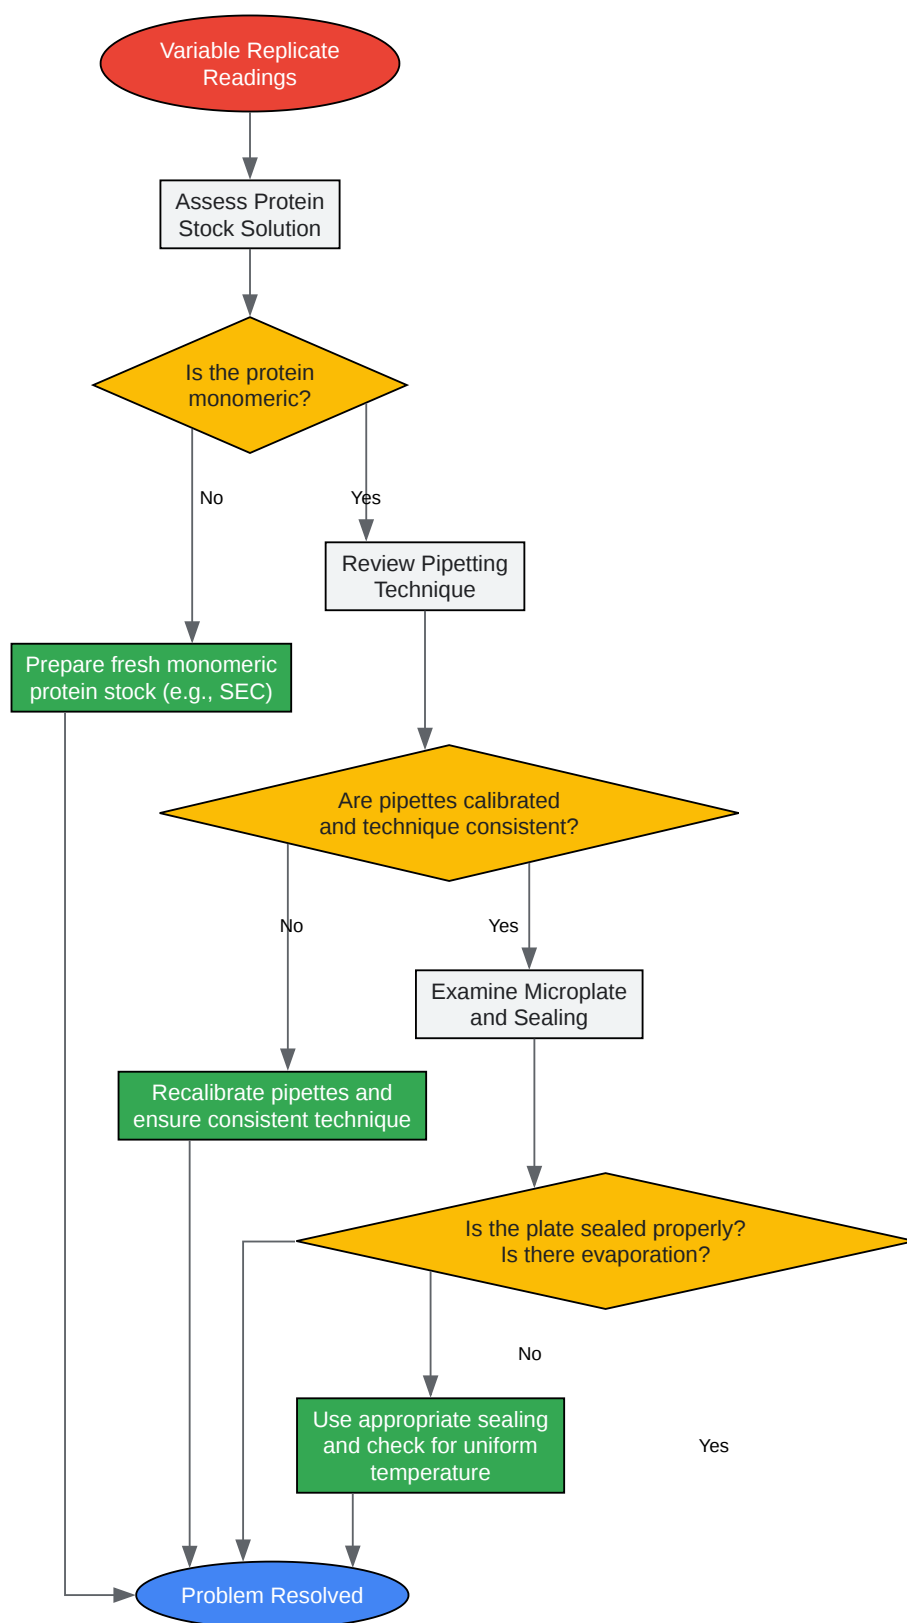 Variable Replicate
Readings
Assess Protein
Stock Solution
Is the protein
monomeric?
No
Yes
Review Pipetting
Technique
Prepare fresh monomeric
protein stock (e.g., SEC)
Are pipettes calibrated
and technique consistent?
No
Yes
Examine Microplate
and Sealing
Recalibrate pipettes and
ensure consistent technique
Is the plate sealed properly?
Is there evaporation?
No
Use appropriate sealing
and check for uniform
temperature
Yes
Problem Resolved